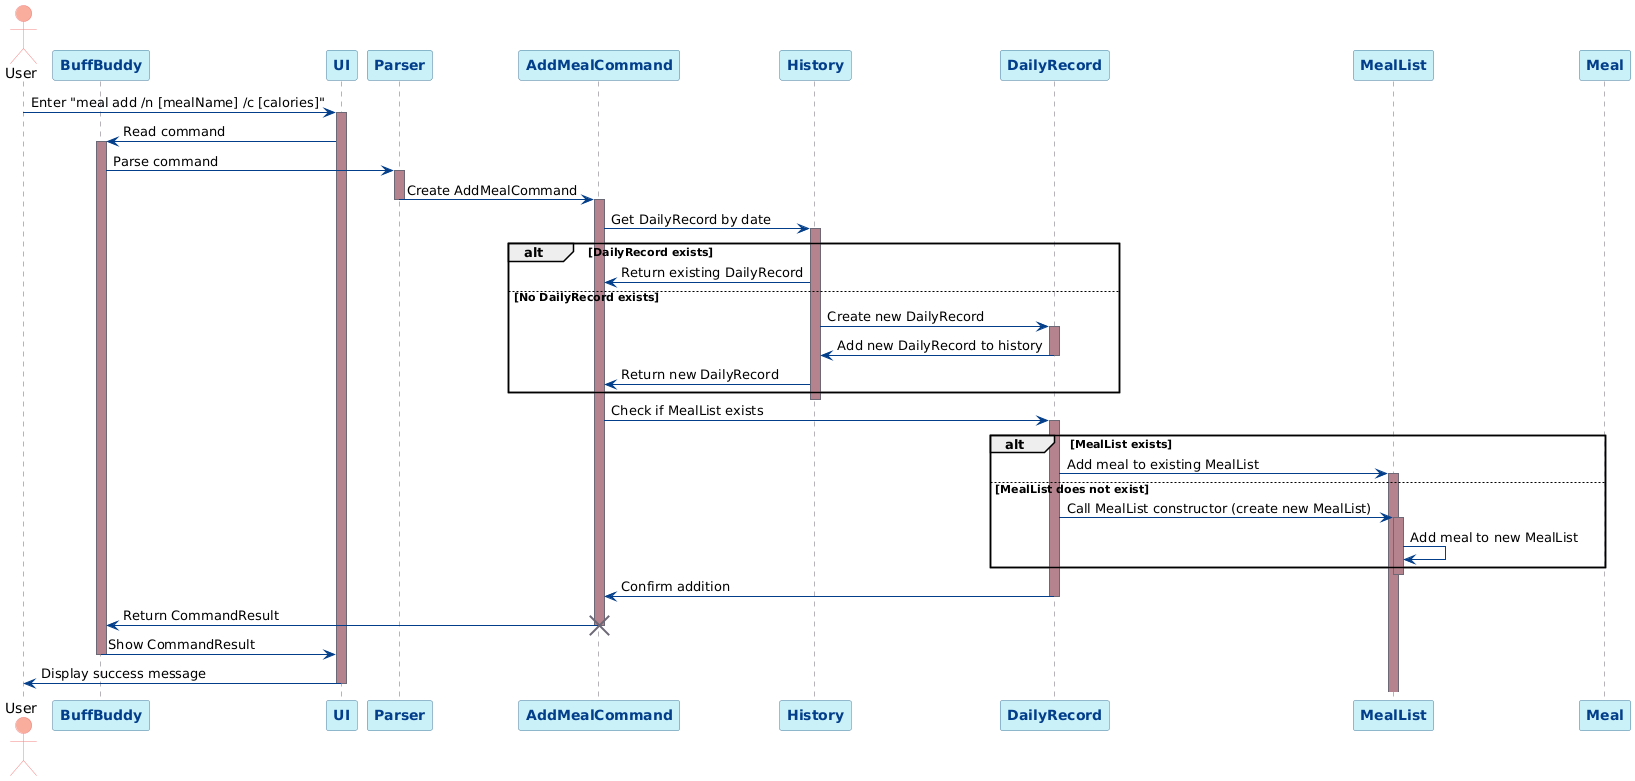 User
BuffBuddy
UI
Parser
AddMealCommand
History
DailyRecord
MealList
Meal
Enter "meal add /n [mealName] /c [calories]"
Read command
Parse command
Create AddMealCommand
Get DailyRecord by date
alt
[DailyRecord exists]
Return existing DailyRecord
[No DailyRecord exists]
Create new DailyRecord
Add new DailyRecord to history
Return new DailyRecord
Check if MealList exists
alt
[MealList exists]
Add meal to existing MealList
[MealList does not exist]
Call MealList constructor (create new MealList)
Add meal to new MealList
Confirm addition
Return CommandResult
Show CommandResult
Display success message
User
BuffBuddy
UI
Parser
AddMealCommand
History
DailyRecord
MealList
Meal